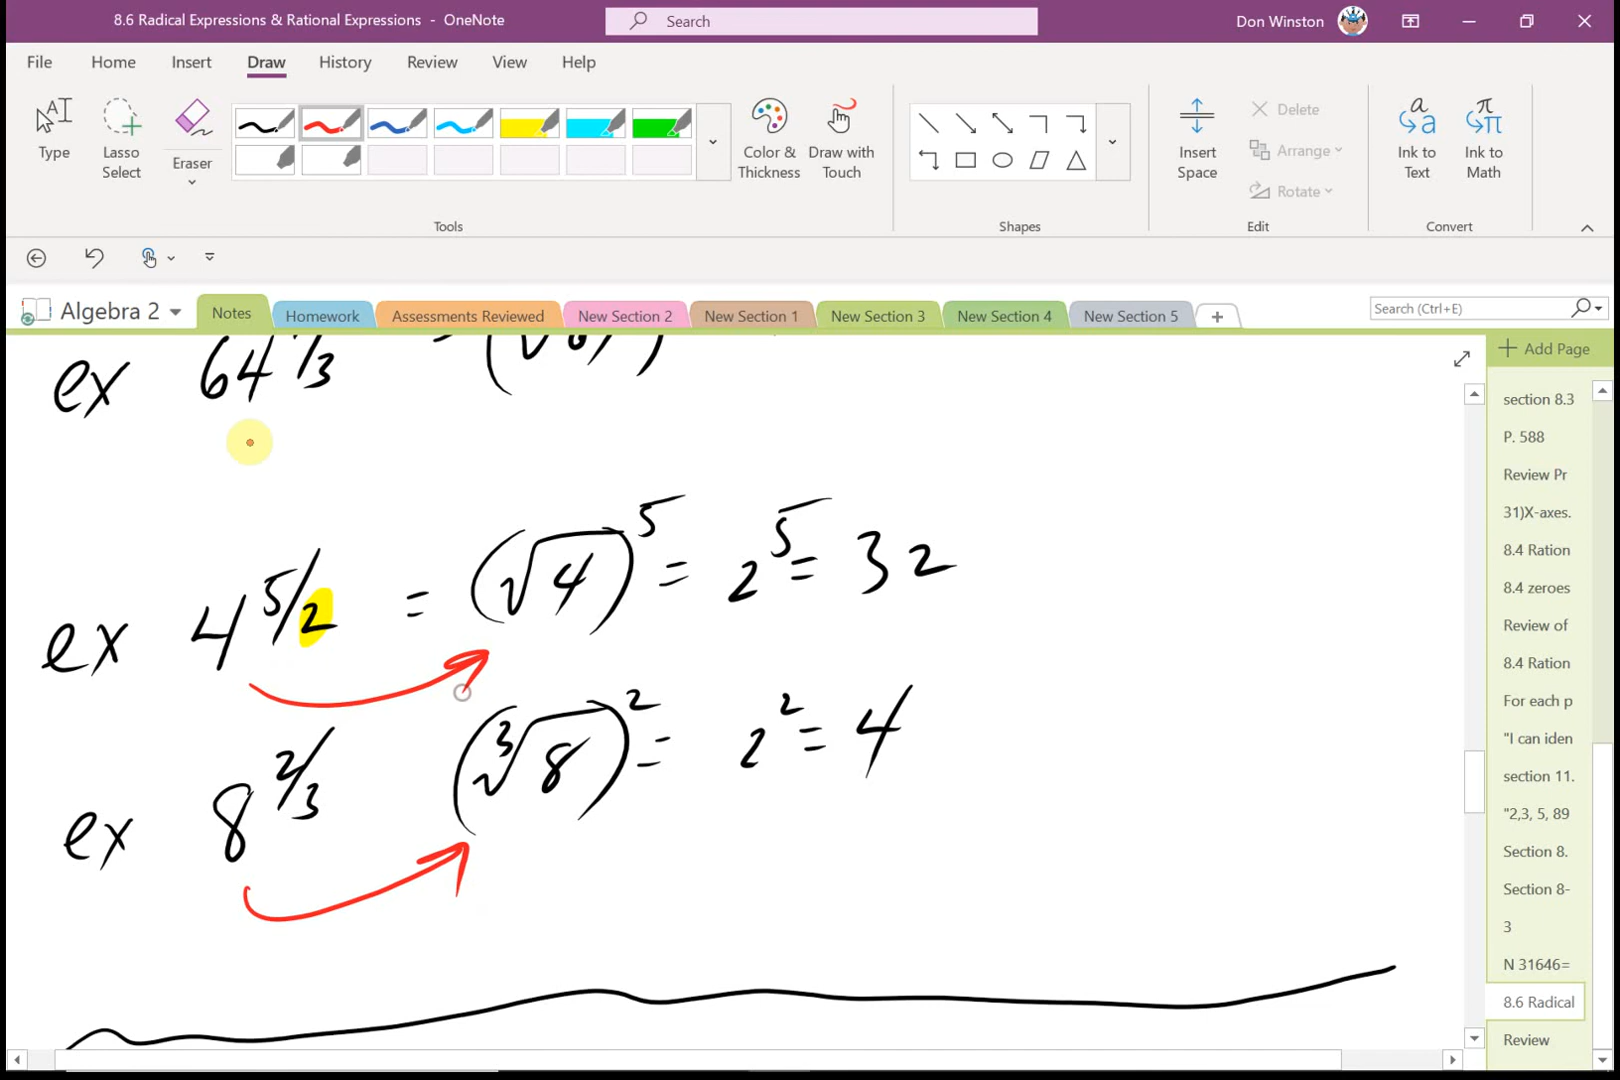 8.6 Radical Expressions & Rational Expressions - OneNote
Search
Don Winston
File Home Insert Draw History Review View Help
Type
Lasso Select
Eraser
Color & Thickness
Draw with Touch
Insert Space
Delete
Arrange
Rotate
Ink to Text
Ink to Math
Tools Shapes Edit Convert
Algebra 2
Notes Homework Assessments Reviewed New Section 2 New Section 1 New Section 3 New Section 4 New Section 5
Search (Ctrl+E)
Add Page
section 8.3
P. 588
Review Pr
31)X-axes.
8.4 Ration
8.4 zeroes
Review of
8.4 Ration
For each p
"I can iden
section 11.
"2,3, 5, 89
Section 8.
Section 8-
3
N 31646=
8.6 Radical
Review
ex 64
ex 4^5/2 = (√4)^5 = 2^5 = 32
ex 8^2/3 (³√8)^2 = 2^2 = 4